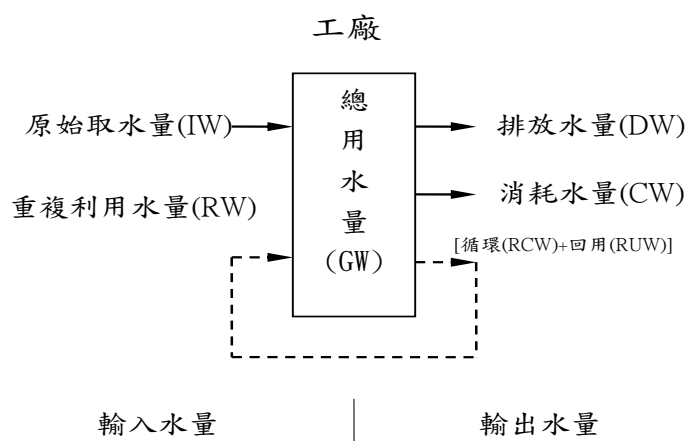 工廠
總用水量(GW)
原始取水量(IW)
重複利用水量(RW)
排放水量(DW)
消耗水量(CW)
[循環(RCW)+回用(RUW)]
輸入水量
輸出水量